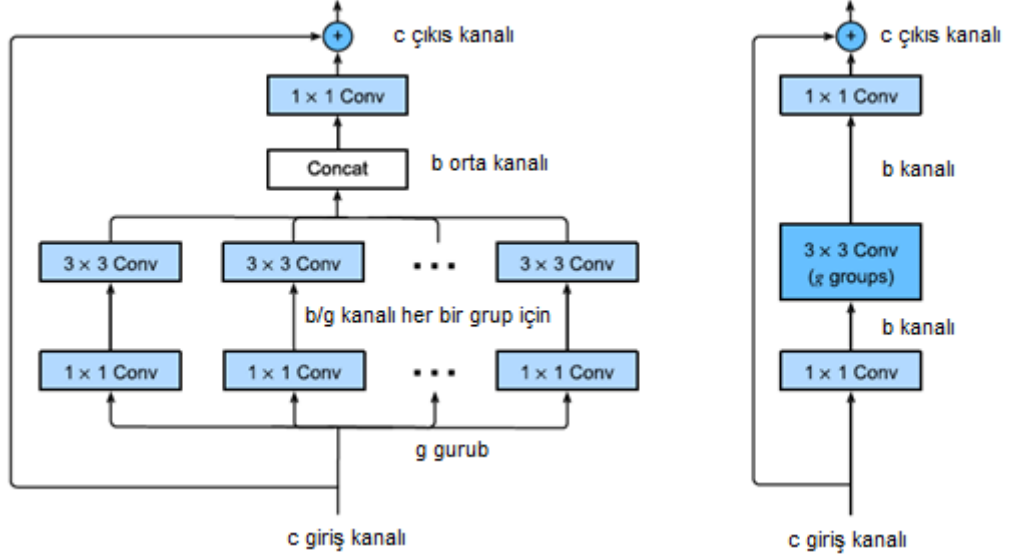 c çıkıs kanalı
1 × 1 Conv
Concat
b orta kanalı
3 × 3 Conv
3 × 3 Conv
3 × 3 Conv
b/g kanalı her bir grup için
1 × 1 Conv
1 × 1 Conv
1 × 1 Conv
g gurub
c giriş kanalı
c çıkıs kanalı
1 × 1 Conv
b kanalı
3 × 3 Conv
(g groups)
b kanalı
1 × 1 Conv
c giriş kanalı